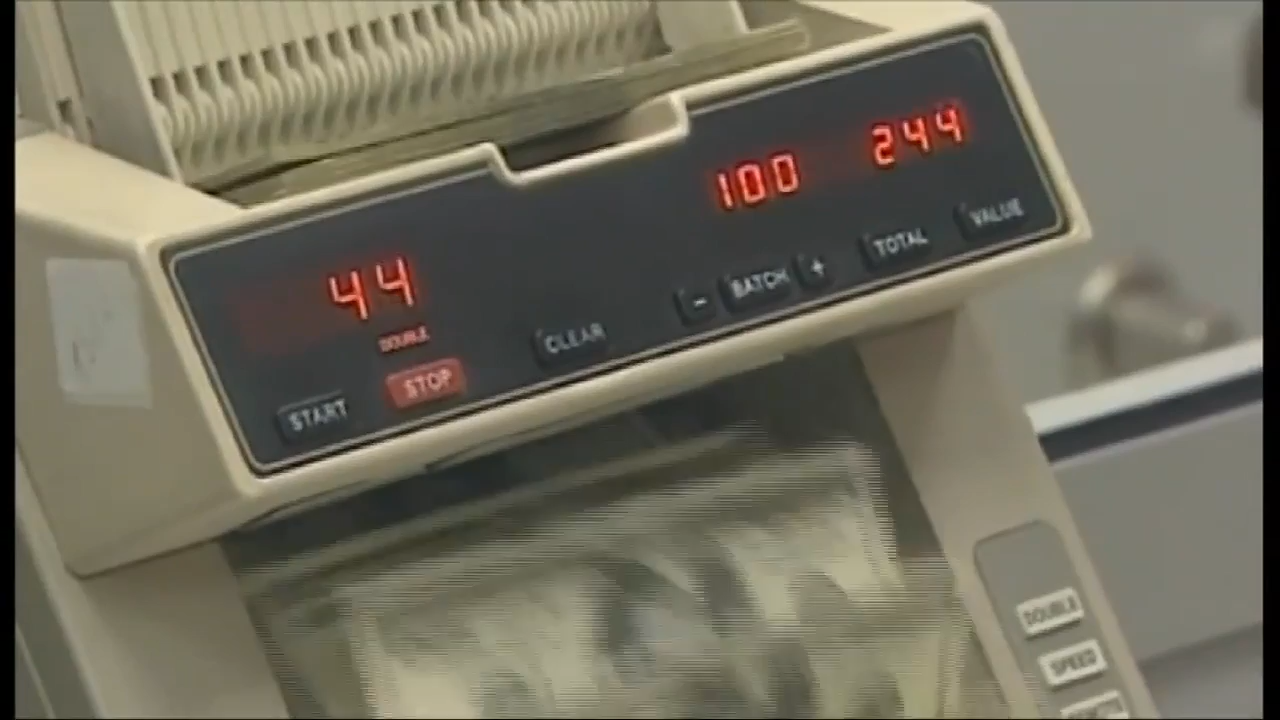 100 244
44
DOUBLE
START STOP CLEAR - BATCH + TOTAL VALUE
DOUBLE
SPEED